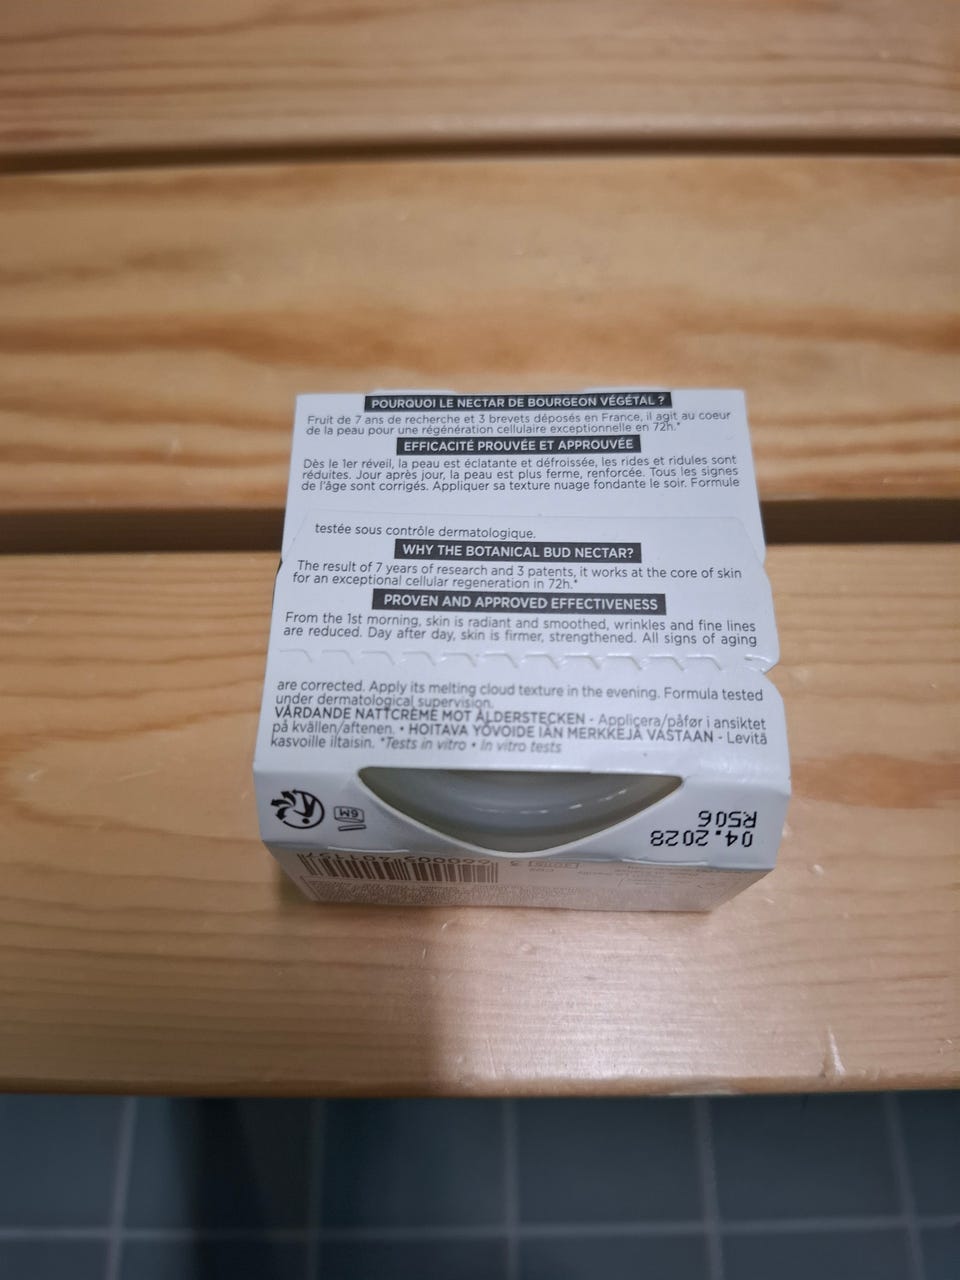 POURQUOI LE NECTAR DE BOURGEON VÉGÉTAL ?
Fruit de 7 ans de recherche et 3 brevets déposés en France, il agit au coeur
de la peau pour une régénération cellulaire exceptionnelle en 72h.*
EFFICACITÉ PROUVÉE ET APPROUVÉE
Dès le 1er réveil, la peau est éclatante et défroissée, les rides et ridules sont
réduites. Jour après jour, la peau est plus ferme, renforcée. Tous les signes
de l'âge sont corrigés. Appliquer sa texture nuage fondante le soir. Formule
testée sous contrôle dermatologique.
WHY THE BOTANICAL BUD NECTAR?
The result of 7 years of research and 3 patents, it works at the core of skin
for an exceptional cellular regeneration in 72h.*
PROVEN AND APPROVED EFFECTIVENESS
From the 1st morning, skin is radiant and smoothed, wrinkles and fine lines
are reduced. Day after day, skin is firmer, strengthened. All signs of aging
are corrected. Apply its melting cloud texture in the evening. Formula tested
under dermatological supervision.
VÅRDANDE NATTCRÈME MOT ÅLDERSTECKEN - Applicera/påfør i ansiktet
på kvällen/aftenen. • HOITAVA YÖVOIDE IÄN MERKKEJÄ VASTAAN - Levitä
kasvoille iltaisin. *Tests in vitro • In vitro tests
6M
04.2028
R506